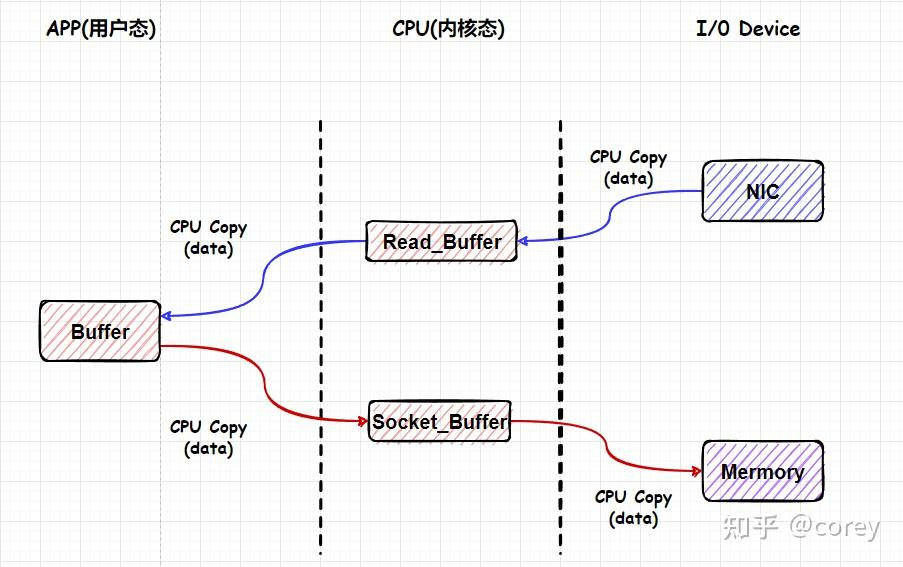 APP(用户态)
CPU(内核态)
I/O Device
CPU Copy
(data)
NIC
CPU Copy
(data)
Read_Buffer
Buffer
CPU Copy
(data)
Socket_Buffer
Mermory
CPU Copy
(data)
知乎 @corey